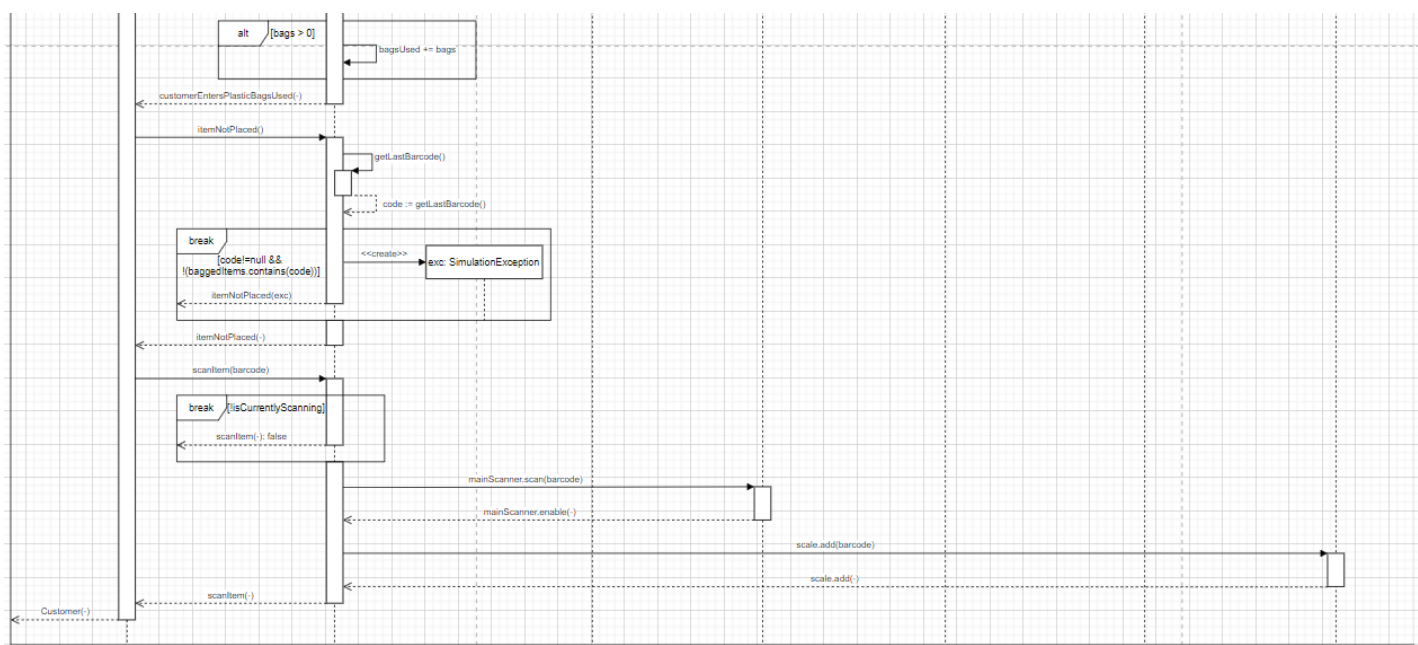 alt
[bags > 0]
bagsUsed += bags
customerEntersPlasticBagsUsed(-)
itemNotPlaced()
getLastBarcode()
code := getLastBarcode()
break
[code!=null &&
!(baggedItems.contains(code))]
<<create>>
exc: SimulationException
itemNotPlaced(exc)
itemNotPlaced(-)
scanItem(barcode)
break
[!isCurrentlyScanning]
scanItem(-): false
mainScanner.scan(barcode)
mainScanner.enable(-)
scale.add(barcode)
scale.add(-)
scanItem(-)
Customer(-)